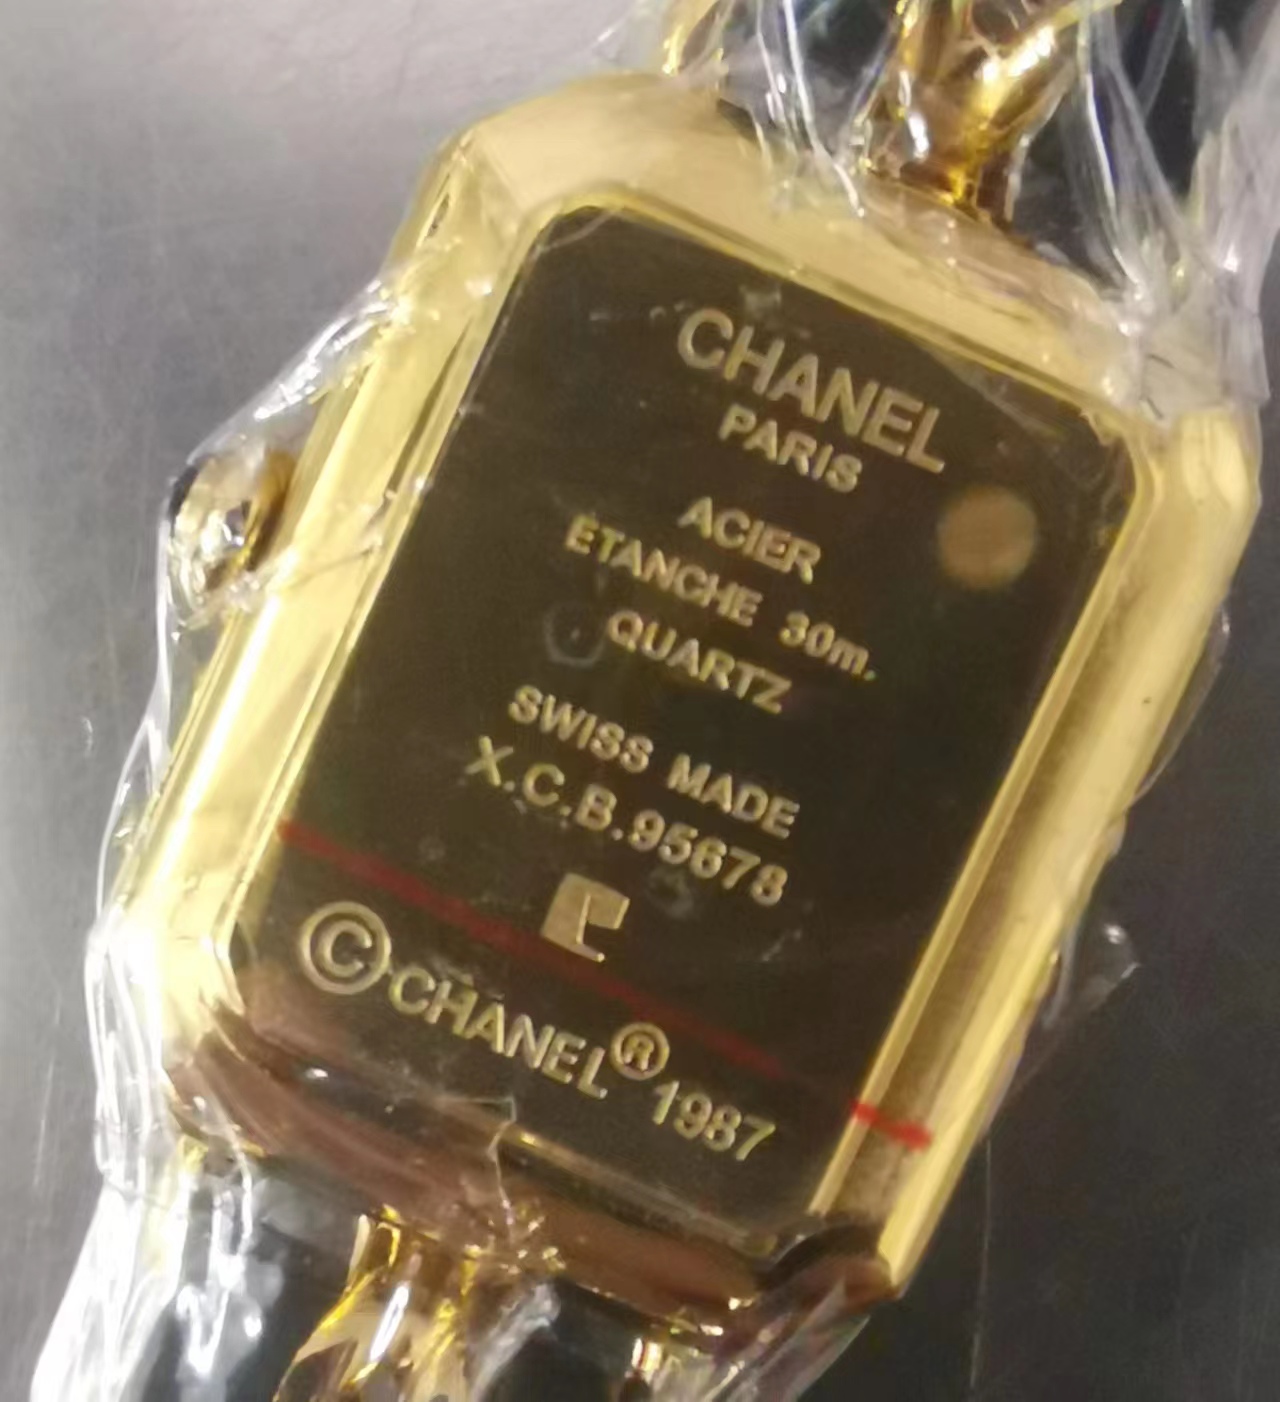 CHANEL
PARIS
ACIER
ETANCHE 30m.
QUARTZ
SWISS MADE
X.C.B.95678
©CHANEL® 1987